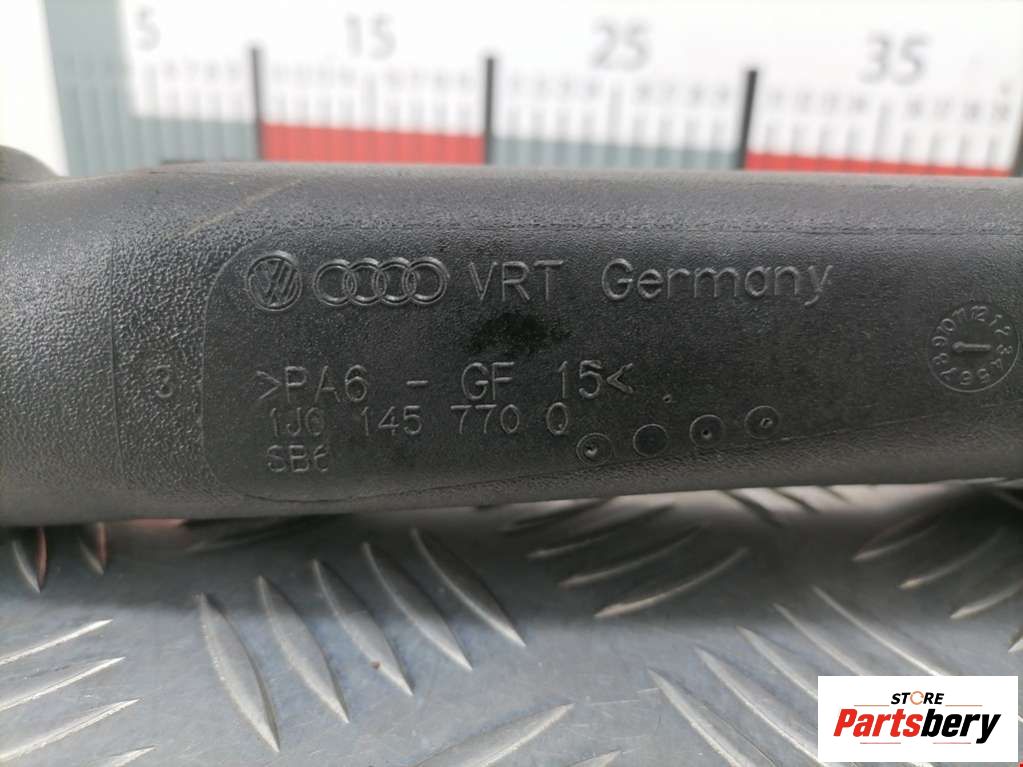 5 15 25 35
VRT Germany
>PA6 - GF 15<
1J0 145 770 Q
SB6
3
STORE
Partsbery